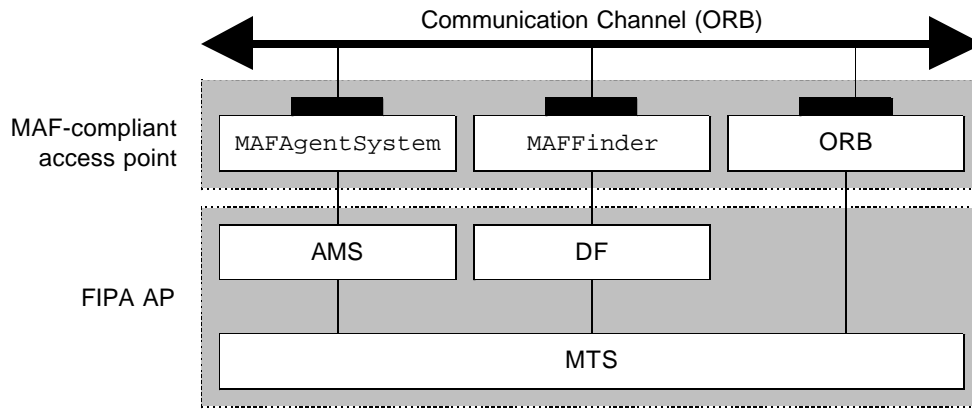 Communication Channel (ORB)
MAF-compliant
access point
MAFAgentSystem
MAFFinder
ORB
AMS
DF
FIPA AP
MTS